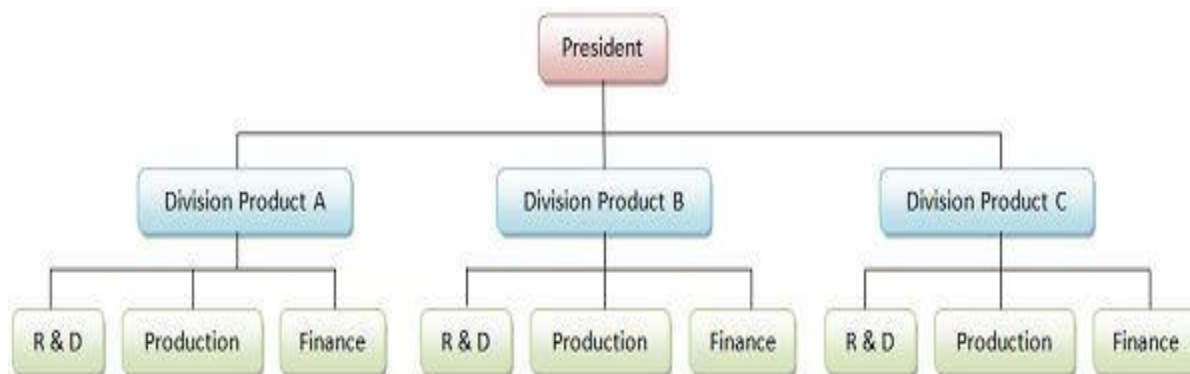 President
Division Product A
Division Product B
Division Product C
R & D
Production
Finance
R & D
Production
Finance
R & D
Production
Finance